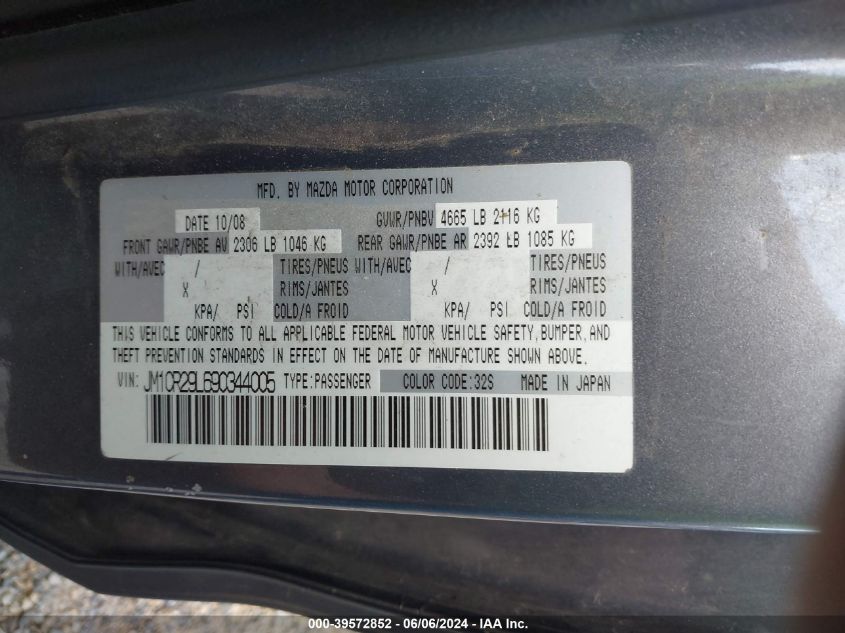 MFD. BY MAZDA MOTOR CORPORATION
DATE 10/08 GVWR/PNBV 4665 LB 2116 KG
FRONT GAWR/PNBE AV 2306 LB 1046 KG REAR GAWR/PNBE AR 2392 LB 1085 KG
WITH/AVEC / TIRES/PNEUS WITH/AVEC / TIRES/PNEUS
X RIMS/JANTES X RIMS/JANTES
KPA/ PSI COLD/A FROID KPA/ PSI COLD/A FROID
THIS VEHICLE CONFORMS TO ALL APPLICABLE FEDERAL MOTOR VEHICLE SAFETY, BUMPER, AND
THEFT PREVENTION STANDARDS IN EFFECT ON THE DATE OF MANUFACTURE SHOWN ABOVE.
VIN: JM1CR29L690344005 TYPE:PASSENGER COLOR CODE:32S MADE IN JAPAN
000-39572852 / 06/06/2024 / IAA Inc.